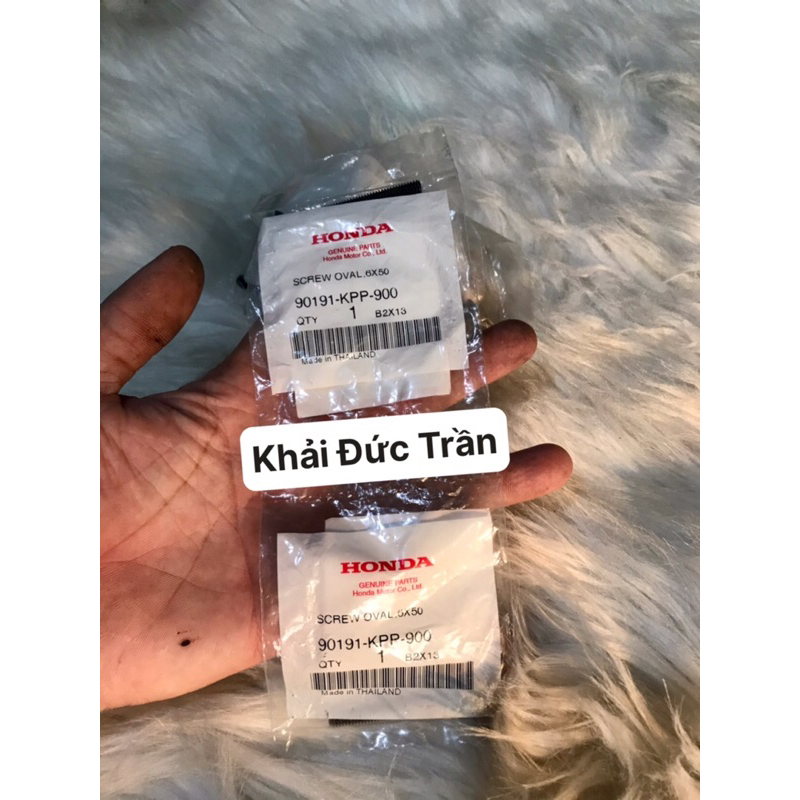 HONDA
GENUINE PARTS
Honda Motor Co., Ltd.
SCREW OVAL,6X50
90191-KPP-900
QTY 1 B2X13
Made in THAILAND
Khải Đức Trần
HONDA
GENUINE PARTS
Honda Motor Co., Ltd.
SCREW OVAL,6X50
90191-KPP-900
QTY 1 B2X13
Made in THAILAND